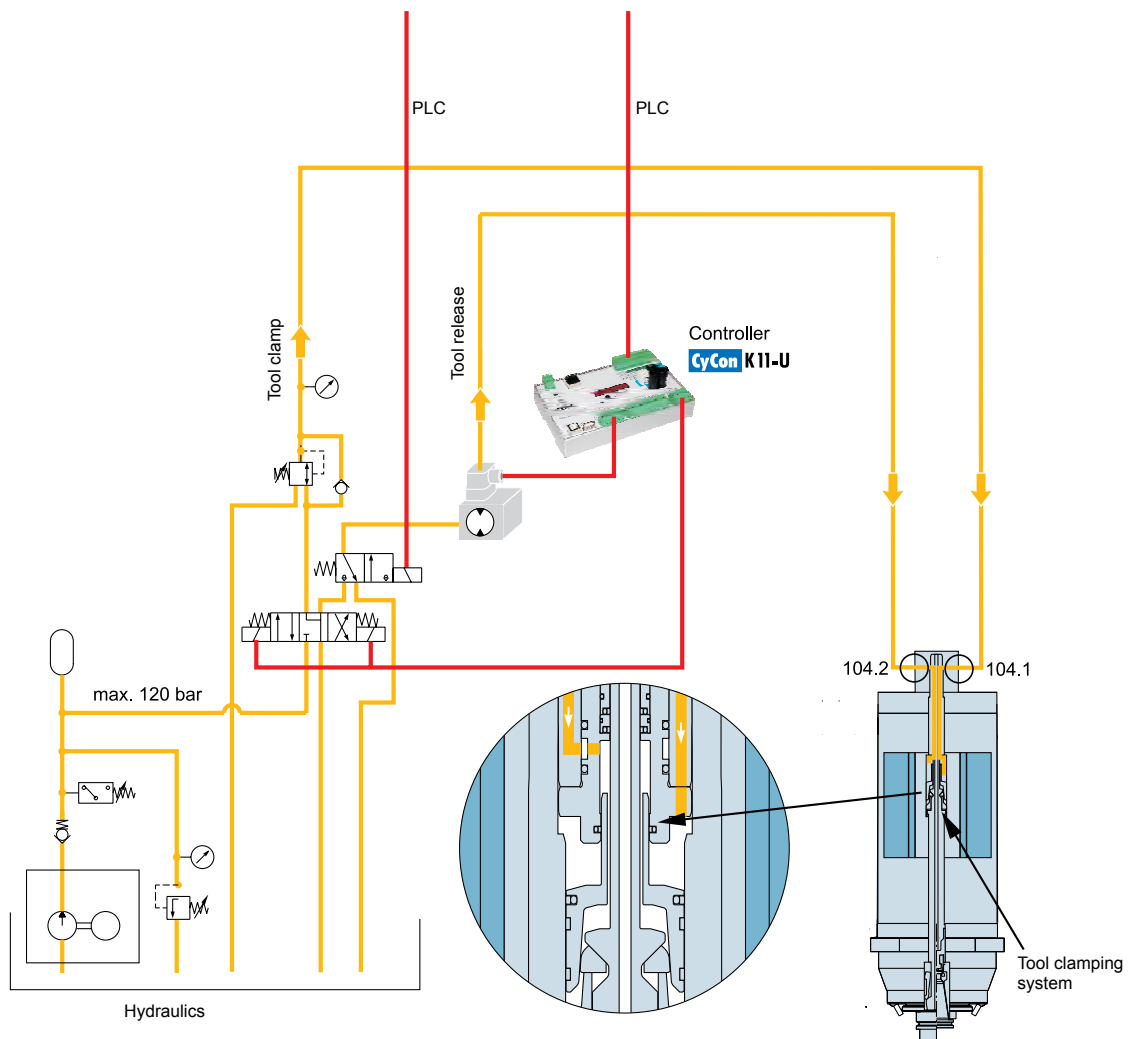 PLC
PLC
Tool clamp
Tool release
Controller
CyCon K11-U
max. 120 bar
104.2
104.1
Tool clamping
system
Hydraulics